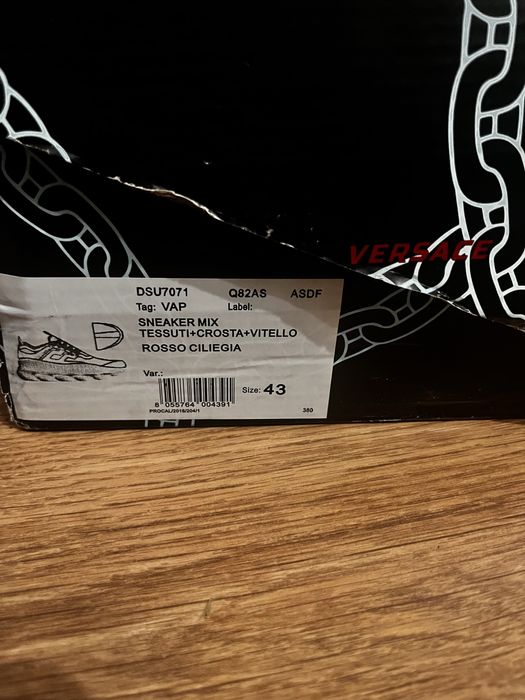 VERSACE
DSU7071 Q82AS ASDF
Tag: VAP Label:
SNEAKER MIX
TESSUTI+CROSTA+VITELLO
ROSSO CILIEGIA
Var.:
Size: 43
8 055764 004391
PROCAL/2018/204/1 380